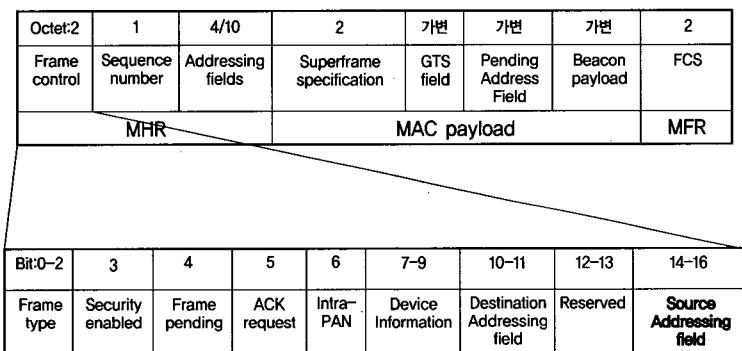 Octet:2 1 4/10 2 가변 가변 가변 2
Frame control Sequence number Addressing fields Superframe specification GTS field Pending Address Field Beacon payload FCS
MHR MAC payload MFR
Bit:0-2 3 4 5 6 7-9 10-11 12-13 14-16
Frame type Security enabled Frame pending ACK request Intra-PAN Device Information Destination Addressing field Reserved Source Addressing field